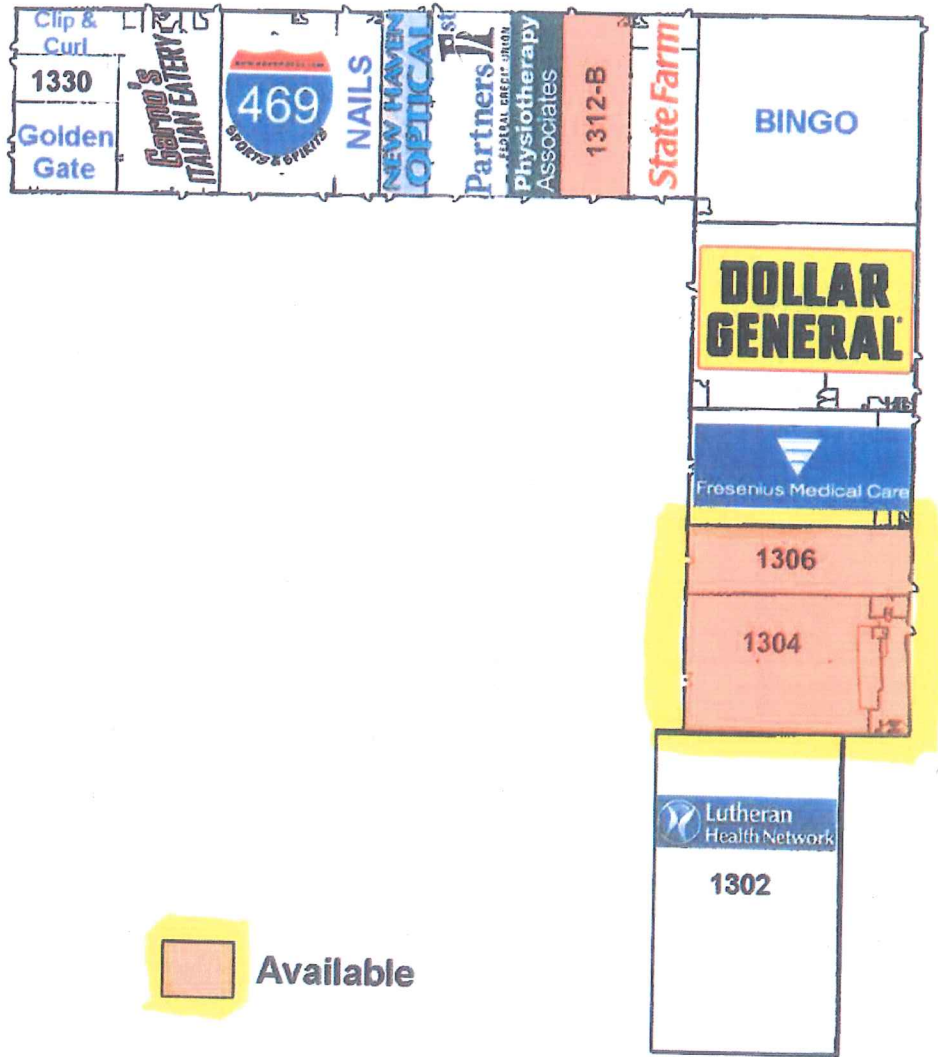 Clip &
Curl
1330
Golden
Gate
Garno's
ITALIAN EATERY
469
SPORTS & SPIRITS
NAILS
NEW HAVEN
OPTICAL
Partners 1st
FEDERAL CREDIT UNION
Physiotherapy
Associates
1312-B
State Farm
BINGO
DOLLAR
GENERAL
Fresenius Medical Care
1306
1304
Lutheran
Health Network
1302
Available